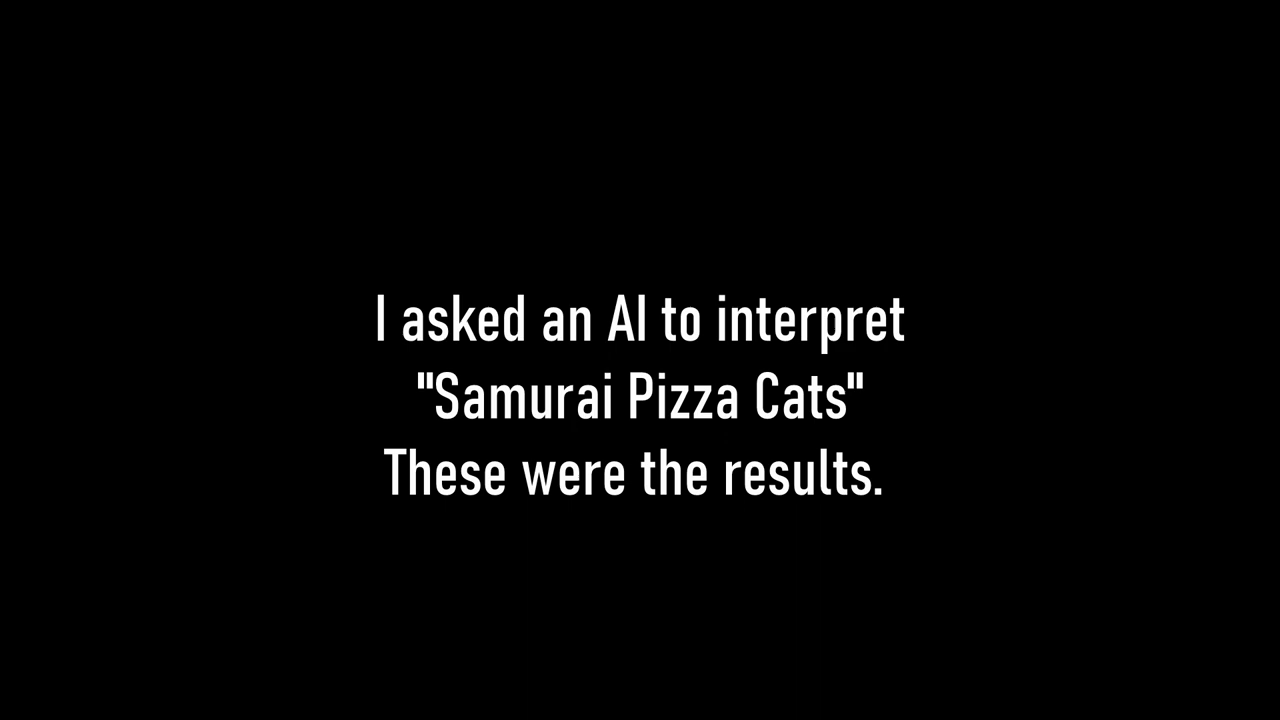 I asked an AI to interpret
"Samurai Pizza Cats"
These were the results.